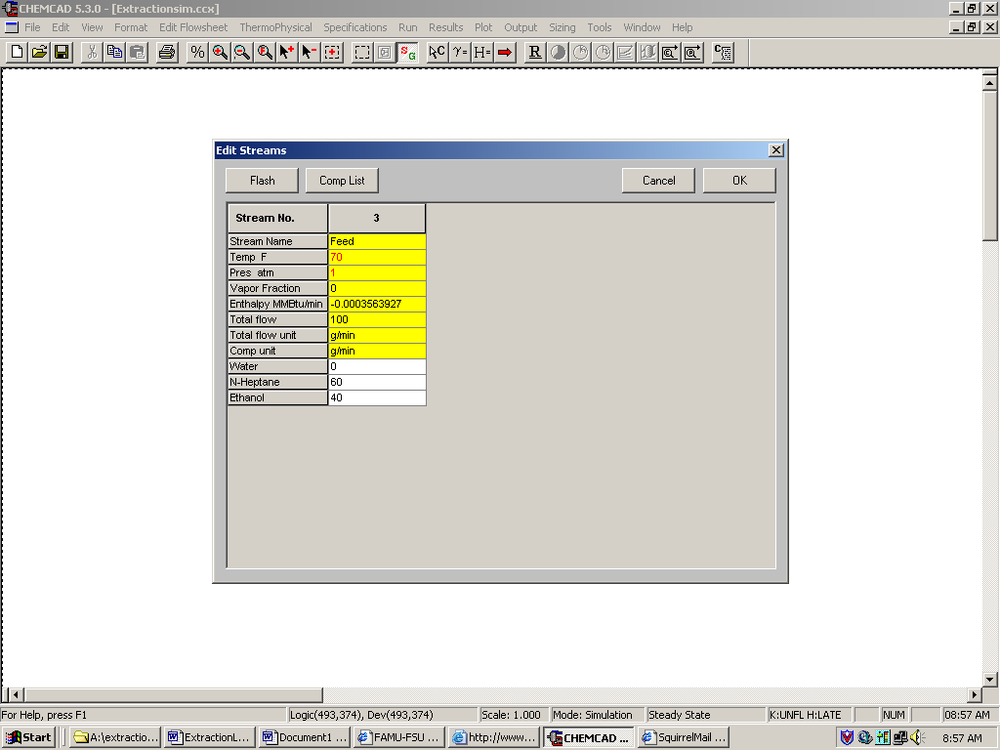 CHEMCAD 5.3.0 - [Extractionsim.ccx]
File Edit View Format Edit Flowsheet ThermoPhysical Specifications Run Results Plot Output Sizing Tools Window Help
% S G C γ= H= R C
Edit Streams
Flash Comp List Cancel OK
Stream No. 3
Stream Name Feed
Temp F 70
Pres atm 1
Vapor Fraction 0
Enthalpy MMBtu/min -0.0003563927
Total flow 100
Total flow unit g/min
Comp unit g/min
Water 0
N-Heptane 60
Ethanol 40
For Help, press F1 Logic(493,374), Dev(493,374) Scale: 1.000 Mode: Simulation Steady State K:UNFL H:LATE NUM 08:57 AM
Start A:\extractio... ExtractionL... Document1 ... FAMU-FSU ... http://www... CHEMCAD ... SquirrelMail ... 8:57 AM